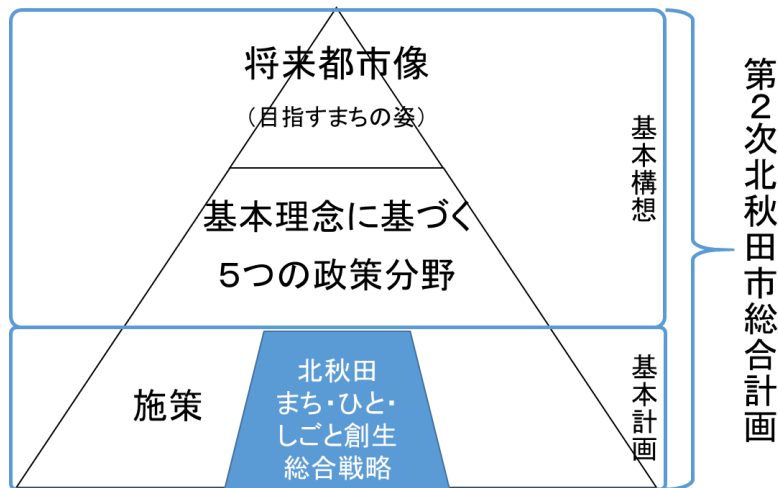 将来都市像
（目指すまちの姿）
基本理念に基づく
５つの政策分野
基本構想
施策
北秋田
まち・ひと・
しごと創生
総合戦略
基本計画
第２次北秋田市総合計画